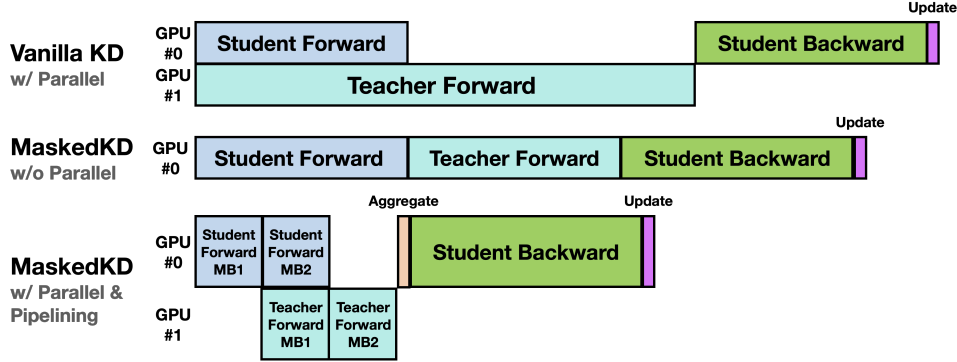 Update
Vanilla KD
w/ Parallel
GPU
#0
Student Forward
Student Backward
GPU
#1
Teacher Forward
Update
MaskedKD
w/o Parallel
GPU
#0
Student Forward
Teacher Forward
Student Backward
Aggregate
Update
MaskedKD
w/ Parallel &
Pipelining
GPU
#0
Student
Forward
MB1
Student
Forward
MB2
Student Backward
GPU
#1
Teacher
Forward
MB1
Teacher
Forward
MB2